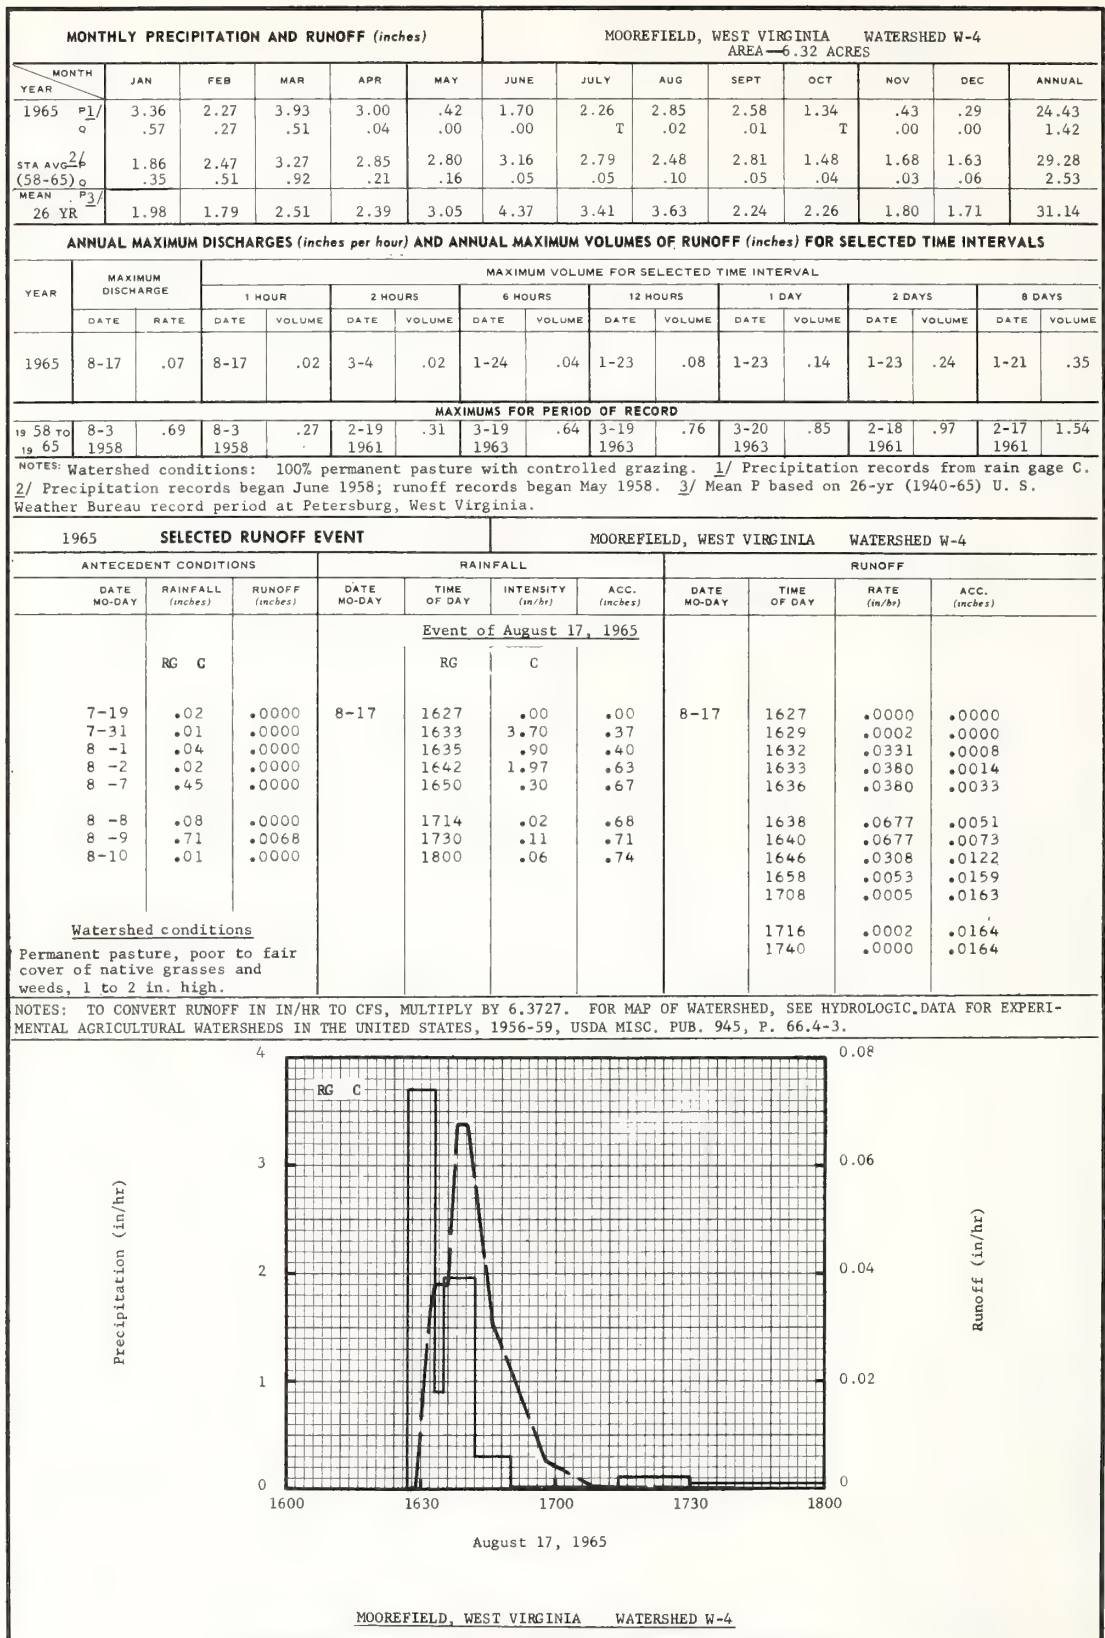 MONTHLY PRECIPITATION AND RUNOFF (inches) MOOREFIELD, WEST VIRGINIA WATERSHED W-4
AREA—6.32 ACRES
MONTH YEAR JAN FEB MAR APR MAY JUNE JULY AUG SEPT OCT NOV DEC ANNUAL
1965 P1/ 3.36 2.27 3.93 3.00 .42 1.70 2.26 2.85 2.58 1.34 .43 .29 24.43
Q .57 .27 .51 .04 .00 .00 T .02 .01 T .00 .00 1.42
STA AVG 2/ P 1.86 2.47 3.27 2.85 2.80 3.16 2.79 2.48 2.81 1.48 1.68 1.63 29.28
(58-65) Q .35 .51 .92 .21 .16 .05 .05 .10 .05 .04 .03 .06 2.53
MEAN P3/
26 YR 1.98 1.79 2.51 2.39 3.05 4.37 3.41 3.63 2.24 2.26 1.80 1.71 31.14
ANNUAL MAXIMUM DISCHARGES (inches per hour) AND ANNUAL MAXIMUM VOLUMES OF RUNOFF (inches) FOR SELECTED TIME INTERVALS
YEAR MAXIMUM DISCHARGE MAXIMUM VOLUME FOR SELECTED TIME INTERVAL
1 HOUR 2 HOURS 6 HOURS 12 HOURS 1 DAY 2 DAYS 8 DAYS
DATE RATE DATE VOLUME DATE VOLUME DATE VOLUME DATE VOLUME DATE VOLUME DATE VOLUME DATE VOLUME
1965 8-17 .07 8-17 .02 3-4 .02 1-24 .04 1-23 .08 1-23 .14 1-23 .24 1-21 .35
MAXIMUMS FOR PERIOD OF RECORD
19 58 TO 8-3 .69 8-3 .27 2-19 .31 3-19 .64 3-19 .76 3-20 .85 2-18 .97 2-17 1.54
19 65 1958 1958 1961 1963 1963 1963 1961 1961
NOTES: Watershed conditions: 100% permanent pasture with controlled grazing. 1/ Precipitation records from rain gage C.
2/ Precipitation records began June 1958; runoff records began May 1958. 3/ Mean P based on 26-yr (1940-65) U. S.
Weather Bureau record period at Petersburg, West Virginia.
1965 SELECTED RUNOFF EVENT MOOREFIELD, WEST VIRGINIA WATERSHED W-4
ANTECEDENT CONDITIONS RAINFALL RUNOFF
DATE RAINFALL RUNOFF DATE TIME INTENSITY ACC. DATE TIME RATE ACC.
MO-DAY (inches) (inches) MO-DAY OF DAY (in/hr) (inches) MO-DAY OF DAY (in/hr) (inches)
Event of August 17, 1965
RG C RG C
7-19 .02 .0000 8-17 1627 .00 .00 8-17 1627 .0000 .0000
7-31 .01 .0000 1633 3.70 .37 1629 .0002 .0000
8 -1 .04 .0000 1635 .90 .40 1632 .0331 .0008
8 -2 .02 .0000 1642 1.97 .63 1633 .0380 .0014
8 -7 .45 .0000 1650 .30 .67 1636 .0380 .0033
8 -8 .08 .0000 1714 .02 .68 1638 .0677 .0051
8 -9 .71 .0068 1730 .11 .71 1640 .0677 .0073
8-10 .01 .0000 1800 .06 .74 1646 .0308 .0122
1658 .0053 .0159
1708 .0005 .0163
Watershed conditions 1716 .0002 .0164
Permanent pasture, poor to fair 1740 .0000 .0164
cover of native grasses and
weeds, 1 to 2 in. high.
NOTES: TO CONVERT RUNOFF IN IN/HR TO CFS, MULTIPLY BY 6.3727. FOR MAP OF WATERSHED, SEE HYDROLOGIC DATA FOR EXPERI-
MENTAL AGRICULTURAL WATERSHEDS IN THE UNITED STATES, 1956-59, USDA MISC. PUB. 945, P. 66.4-3.
4 0.08
RG C
3 0.06
Precipitation (in/hr)
Runoff (in/hr)
2 0.04
1 0.02
0 0
1600 1630 1700 1730 1800
August 17, 1965
MOOREFIELD, WEST VIRGINIA WATERSHED W-4